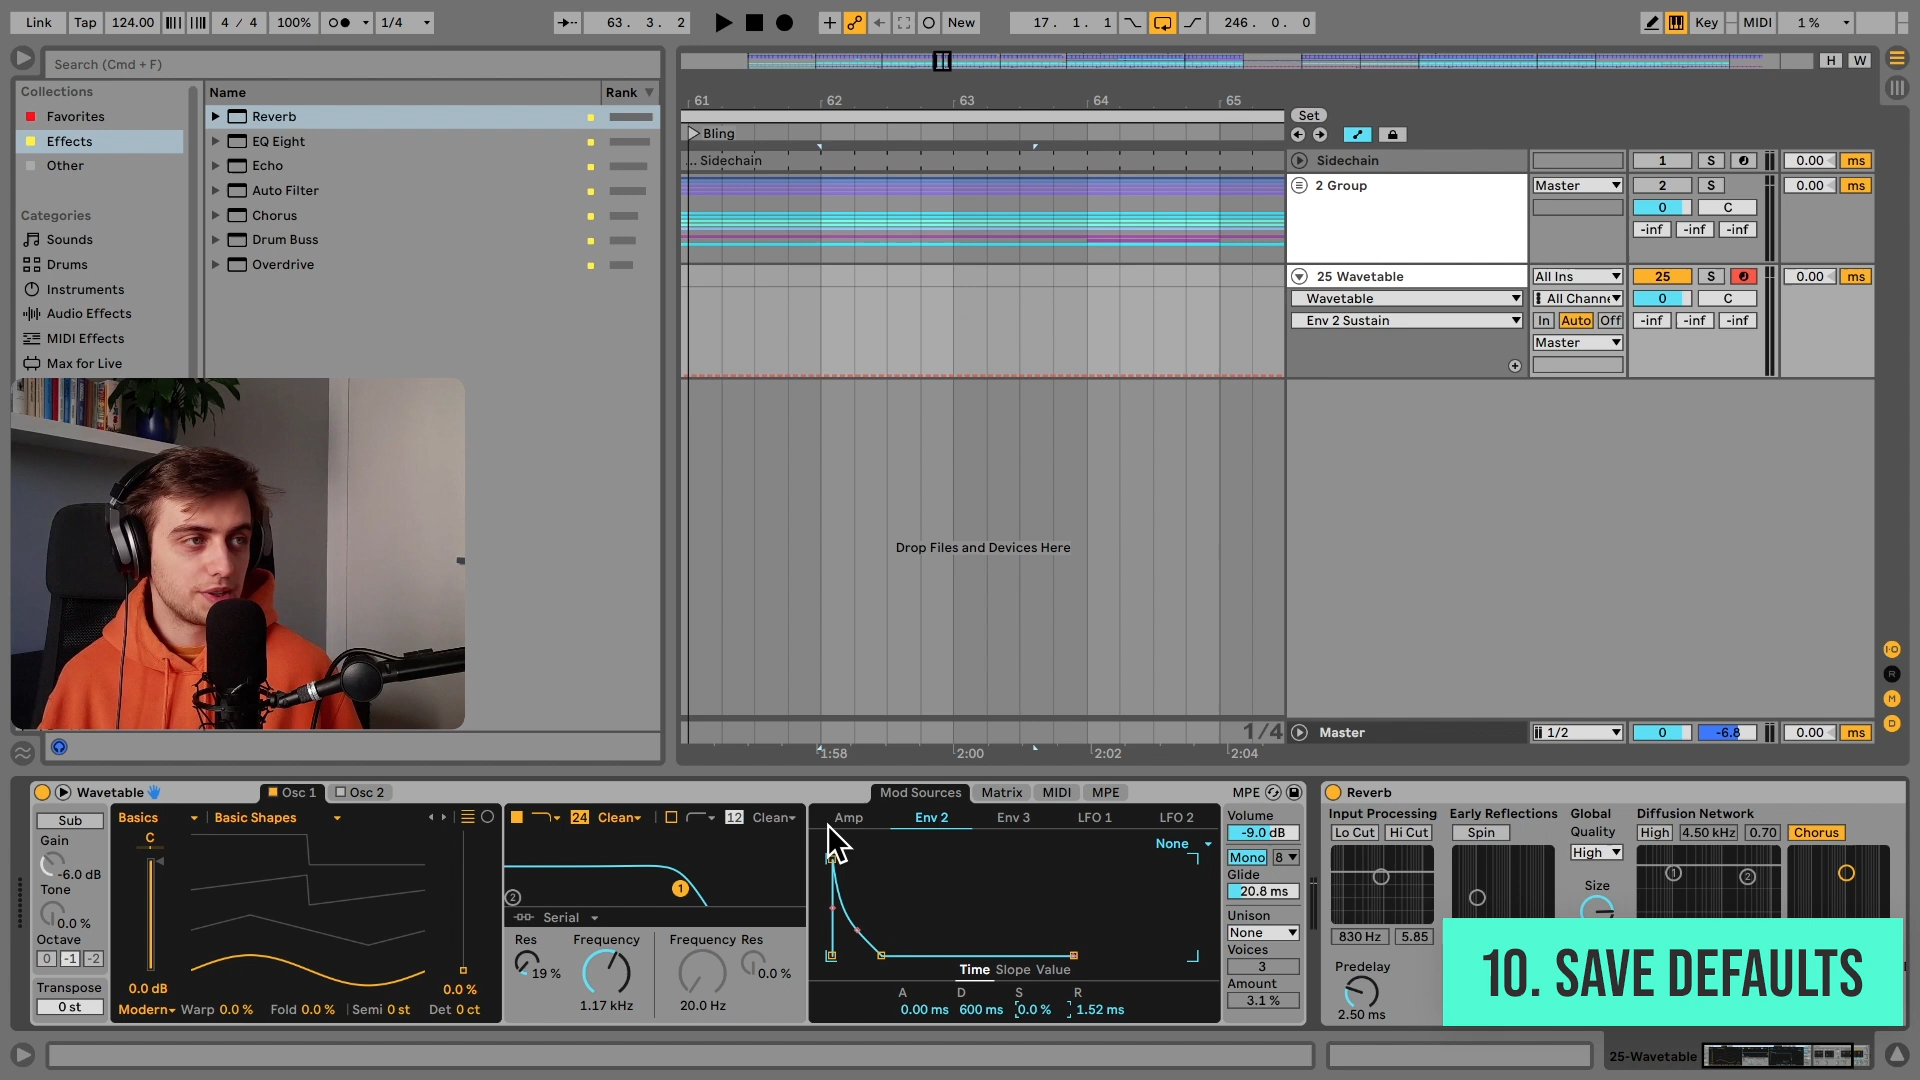 Link Tap 124.00 4 / 4 100% 1/4 63. 3. 2 New 17. 1. 1 246. 0. 0 Key MIDI 1%
Search (Cmd + F)
H W
Collections Name Rank
Favorites
Effects
Other
Categories
Sounds
Drums
Instruments
Audio Effects
MIDI Effects
Max for Live
Reverb
EQ Eight
Echo
Auto Filter
Chorus
Drum Buss
Overdrive
61 62 63 64 65
Set
Bling
... Sidechain
Sidechain 1 S 0.00 ms
2 Group Master 2 S 0.00 ms
0 C
-inf -inf -inf
25 Wavetable All Ins 25 S 0.00 ms
Wavetable All Channe 0 C
Env 2 Sustain In Auto Off -inf -inf -inf
Master
Drop Files and Devices Here
1/4 Master 1/2 0 -6.8 0.00 ms
1:58 2:00 2:02 2:04
I·O
R
M
D
Wavetable Osc 1 Osc 2 Mod Sources Matrix MIDI MPE MPE
Sub Basics Basic Shapes 24 Clean 12 Clean Amp Env 2 Env 3 LFO 1 LFO 2
Gain
-6.0 dB
Tone
0.0 %
Octave
0 -1 -2
Transpose
0 st
C
0.0 dB 0.0 %
Modern Warp 0.0 % Fold 0.0 % Semi 0 st Det 0 ct
1
2
Serial
Res Frequency Frequency Res
19 % 0.0 %
1.17 kHz 20.0 Hz
None
Time Slope Value
A D S R
0.00 ms 600 ms 0.0 % 1.52 ms
Volume
-9.0 dB
Mono 8
Glide
20.8 ms
Unison
None
Voices
3
Amount
3.1 %
Reverb
Input Processing Early Reflections Global Diffusion Network
Lo Cut Hi Cut Spin Quality High 4.50 kHz 0.70 Chorus
High
1 2
Size
830 Hz 5.85
Predelay
2.50 ms
10. SAVE DEFAULTS
25-Wavetable